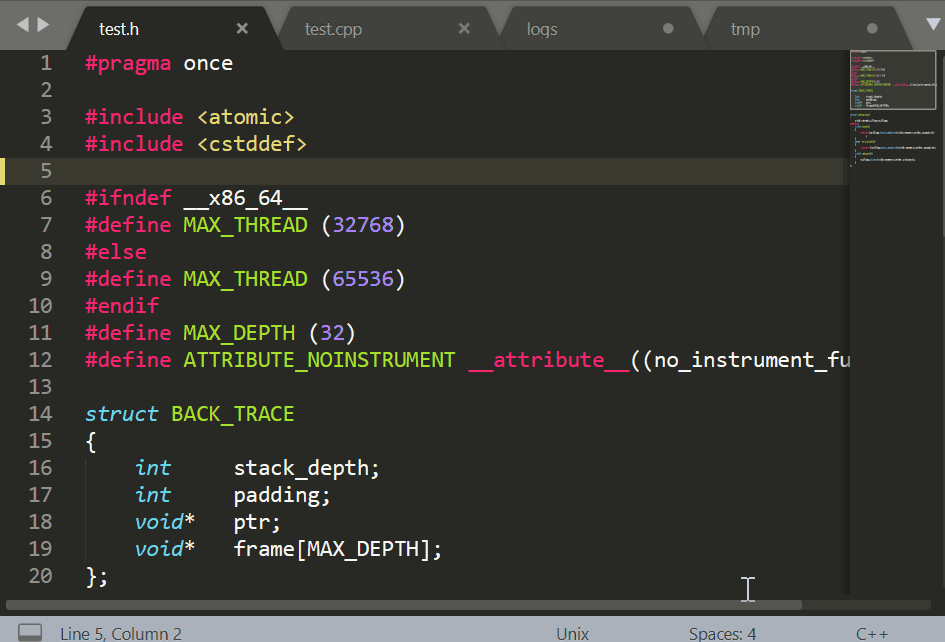 test.h test.cpp logs tmp
1 #pragma once
2
3 #include <atomic>
4 #include <cstddef>
5
6 #ifndef __x86_64__
7 #define MAX_THREAD (32768)
8 #else
9 #define MAX_THREAD (65536)
10 #endif
11 #define MAX_DEPTH (32)
12 #define ATTRIBUTE_NOINSTRUMENT __attribute__((no_instrument_fu
13
14 struct BACK_TRACE
15 {
16     int     stack_depth;
17     int     padding;
18     void*   ptr;
19     void*   frame[MAX_DEPTH];
20 };
Line 5, Column 2 Unix Spaces: 4 C++